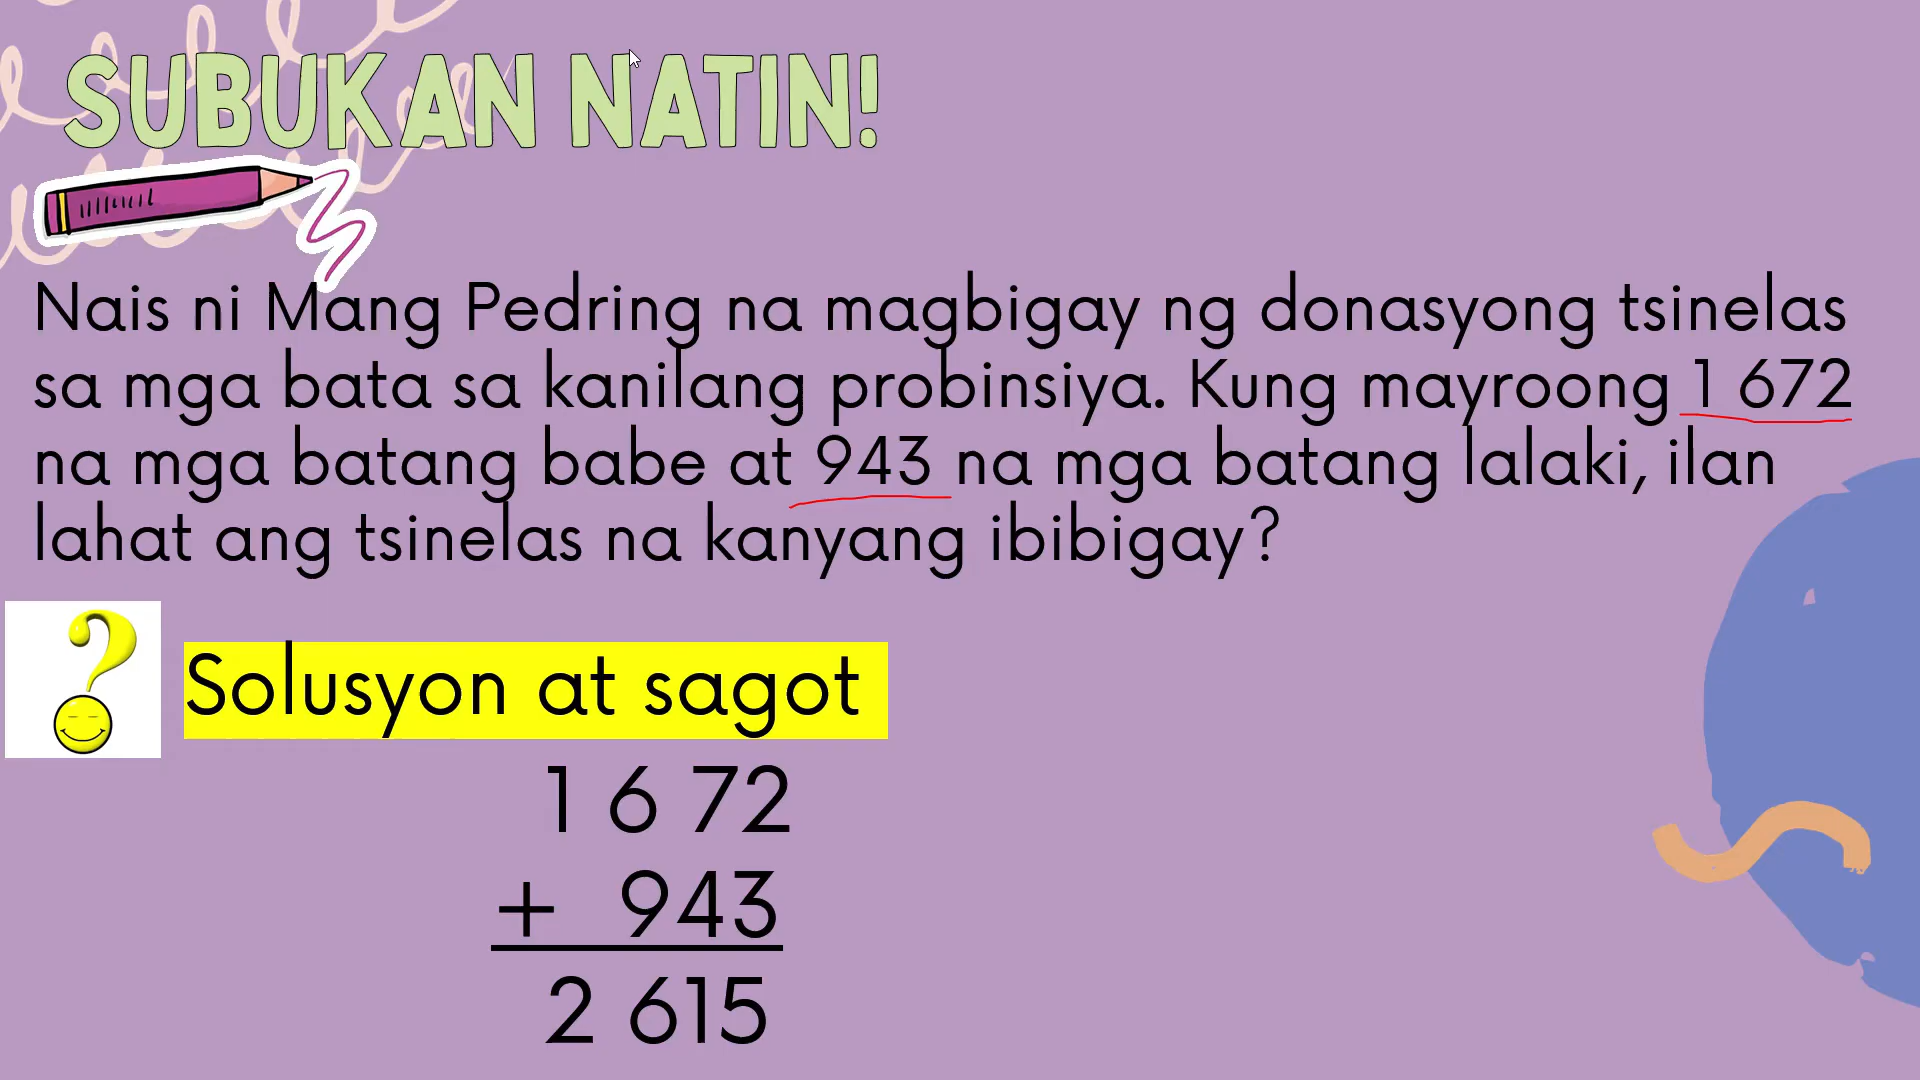 SUBUKAN NATIN!
Nais ni Mang Pedring na magbigay ng donasyong tsinelas
sa mga bata sa kanilang probinsiya. Kung mayroong 1 672
na mga batang babe at 943 na mga batang lalaki, ilan
lahat ang tsinelas na kanyang ibibigay?
Solusyon at sagot
1 6 72
+ 943
2 615